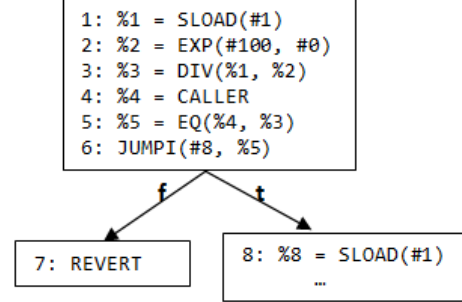 1: %1 = SLOAD(#1)
2: %2 = EXP(#100, #0)
3: %3 = DIV(%1, %2)
4: %4 = CALLER
5: %5 = EQ(%4, %3)
6: JUMPI(#8, %5)
f t
7: REVERT
8: %8 = SLOAD(#1)
…